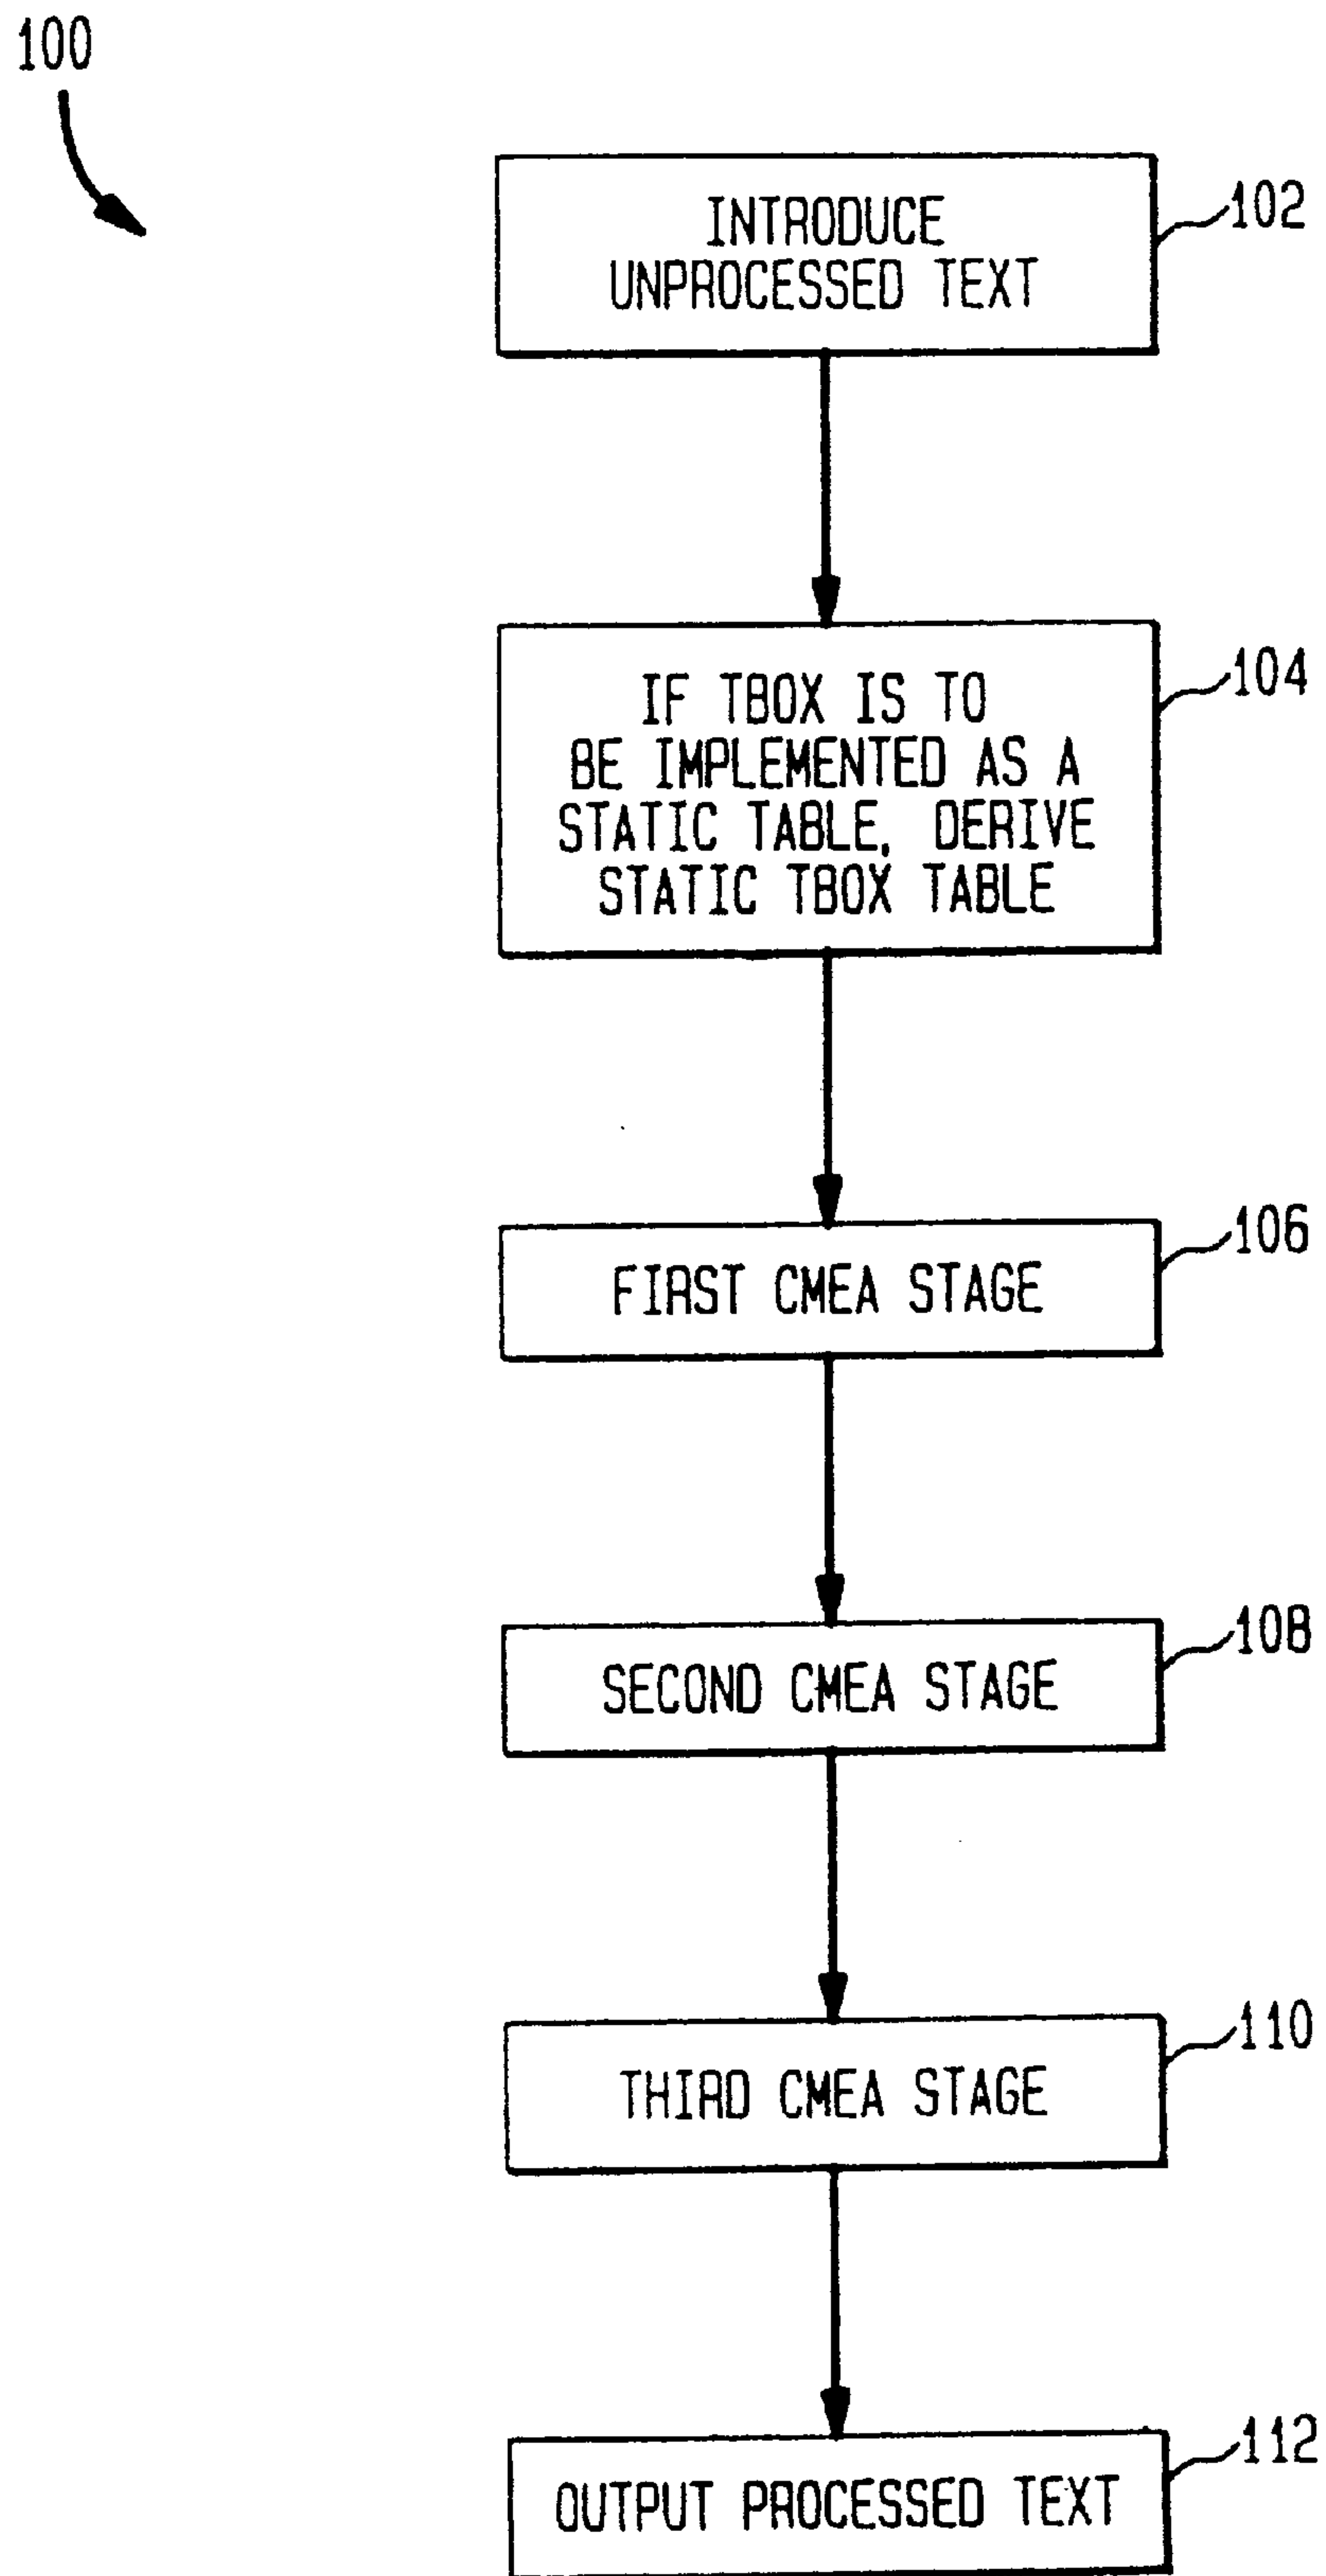 100
INTRODUCE
UNPROCESSED TEXT
102
IF TBOX IS TO
BE IMPLEMENTED AS A
STATIC TABLE, DERIVE
STATIC TBOX TABLE
104
FIRST CMEA STAGE
106
SECOND CMEA STAGE
108
THIRD CMEA STAGE
110
OUTPUT PROCESSED TEXT
112